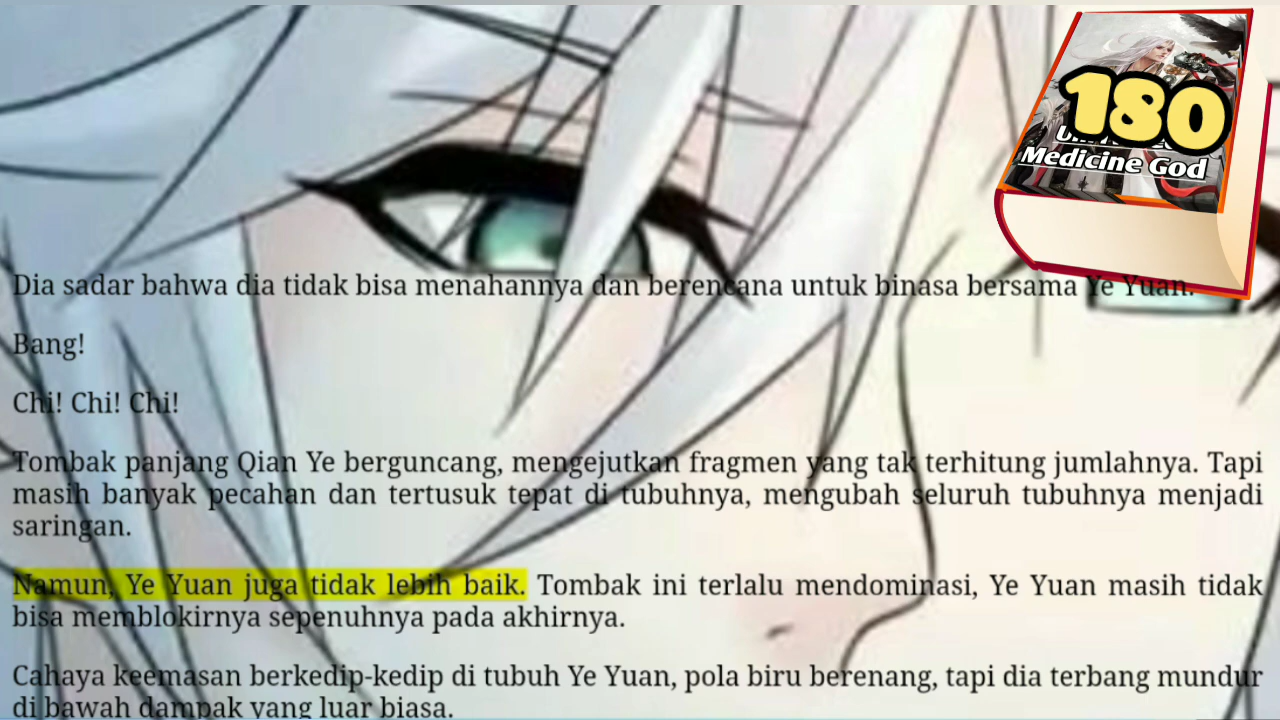 180
Medicine God
Dia sadar bahwa dia tidak bisa menahannya dan berencana untuk binasa bersama Ye Yuan.
Bang!
Chi! Chi! Chi!
Tombak panjang Qian Ye berguncang, mengejutkan fragmen yang tak terhitung jumlahnya. Tapi
masih banyak pecahan dan tertusuk tepat di tubuhnya, mengubah seluruh tubuhnya menjadi
saringan.
Namun, Ye Yuan juga tidak lebih baik. Tombak ini terlalu mendominasi, Ye Yuan masih tidak
bisa memblokirnya sepenuhnya pada akhirnya.
Cahaya keemasan berkedip-kedip di tubuh Ye Yuan, pola biru berenang, tapi dia terbang mundur
di bawah dampak yang luar biasa.